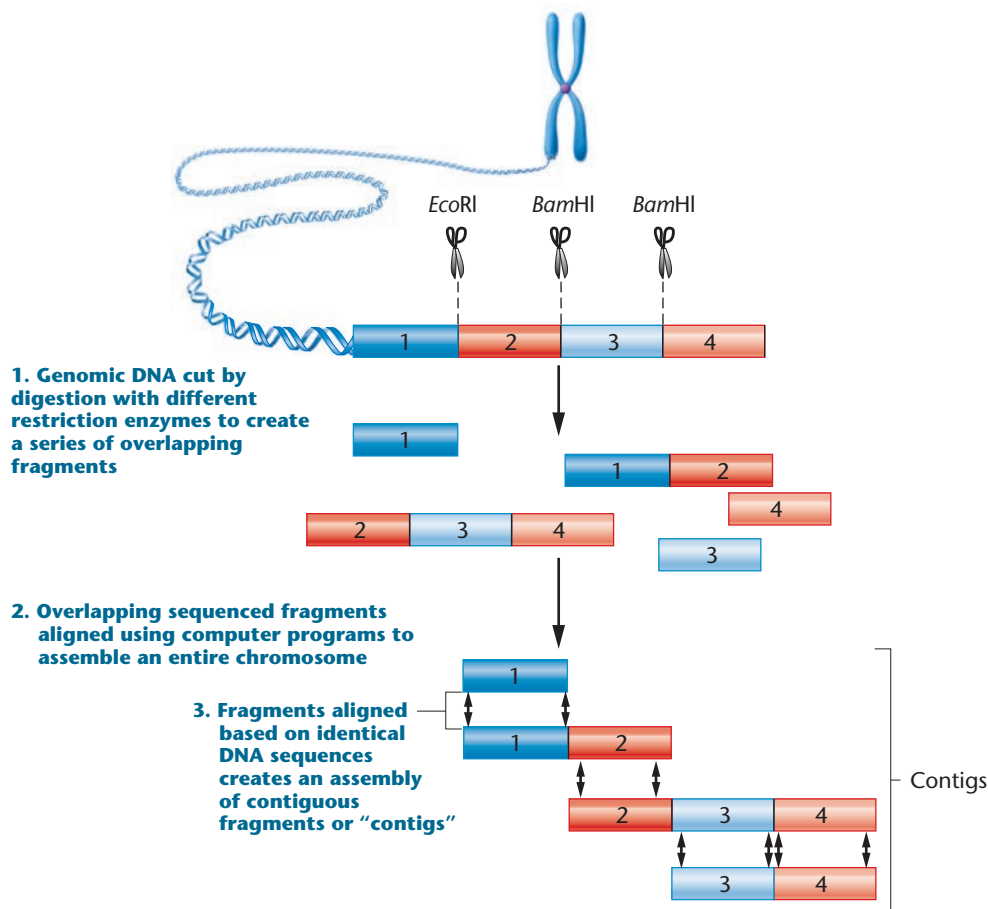 EcoRI BamHI BamHI
1 2 3 4
1. Genomic DNA cut by
digestion with different
restriction enzymes to create
a series of overlapping
fragments
1
1 2
4
2 3 4
3
2. Overlapping sequenced fragments
aligned using computer programs to
assemble an entire chromosome
1
3. Fragments aligned
based on identical
DNA sequences
creates an assembly
of contiguous
fragments or “contigs”
1 2
Contigs
2 3 4
3 4